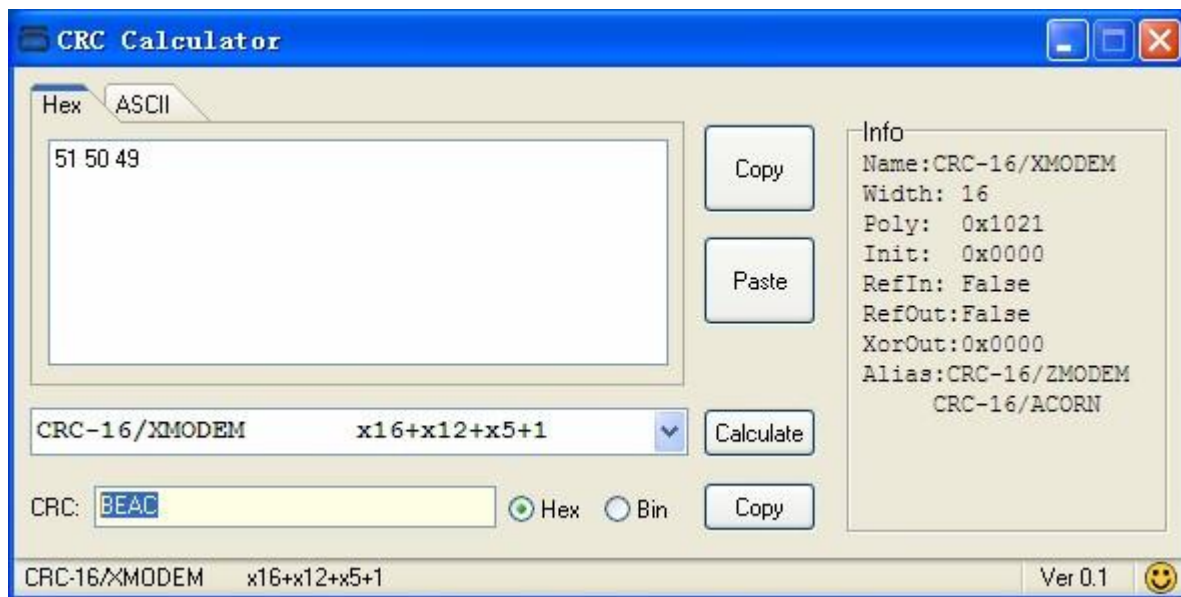 CRC Calculator
Hex ASCII
51 50 49
Copy
Paste
Info
Name:CRC-16/XMODEM
Width: 16
Poly: 0x1021
Init: 0x0000
RefIn: False
RefOut:False
XorOut:0x0000
Alias:CRC-16/ZMODEM
CRC-16/ACORN
CRC-16/XMODEM x16+x12+x5+1
Calculate
CRC: BEAC Hex Bin Copy
CRC-16/XMODEM x16+x12+x5+1 Ver 0.1